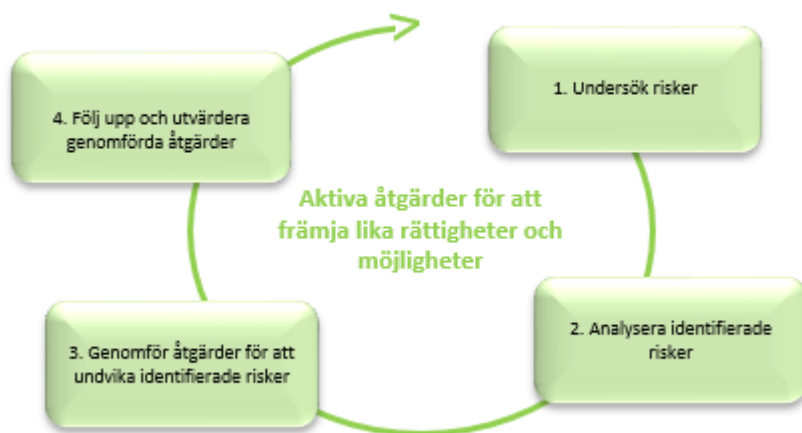 1. Undersök risker
2. Analysera identifierade
risker
3. Genomför åtgärder för att
undvika identifierade risker
4. Följ upp och utvärdera
genomförda åtgärder
Aktiva åtgärder för att
främja lika rättigheter och
möjligheter